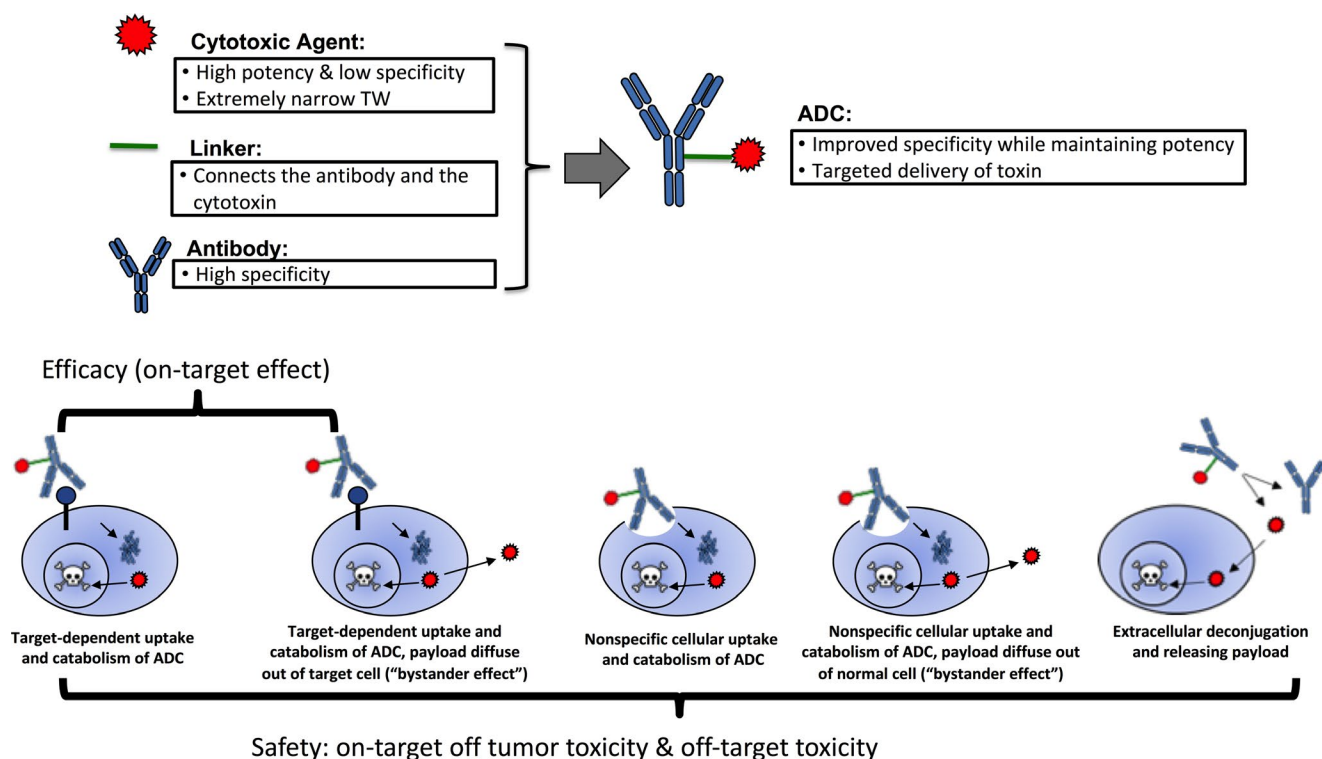 Cytotoxic Agent:
• High potency & low specificity
• Extremely narrow TW
Linker:
• Connects the antibody and the
cytotoxin
Antibody:
• High specificity
ADC:
• Improved specificity while maintaining potency
• Targeted delivery of toxin
Efficacy (on-target effect)
Target-dependent uptake
and catabolism of ADC
Target-dependent uptake and
catabolism of ADC, payload diffuse
out of target cell (“bystander effect”)
Nonspecific cellular uptake
and catabolism of ADC
Nonspecific cellular uptake and
catabolism of ADC, payload diffuse out
of normal cell (“bystander effect”)
Extracellular deconjugation
and releasing payload
Safety: on-target off tumor toxicity & off-target toxicity